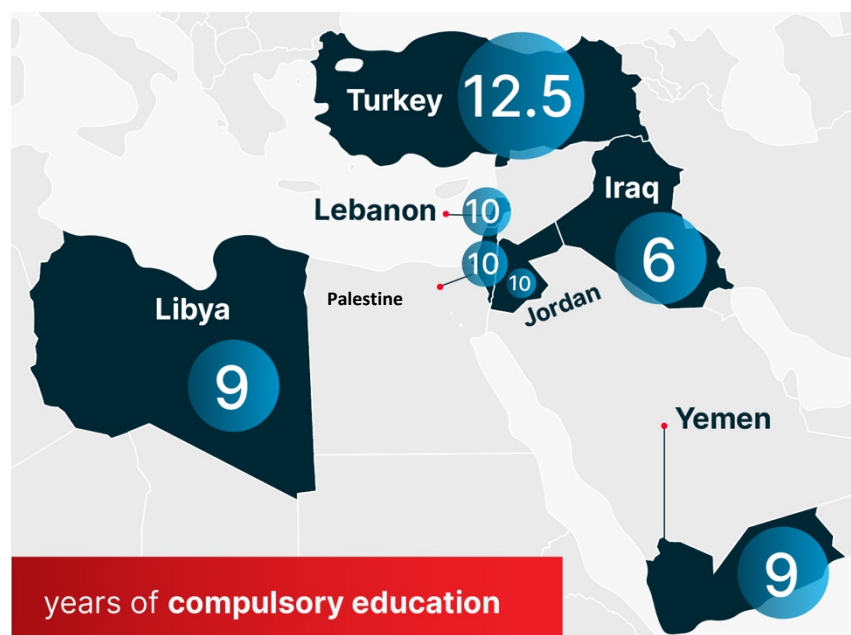 Turkey 12.5
Iraq
6
Lebanon 10
10
Palestine
10
Jordan
Libya
9
Yemen
9
years of compulsory education